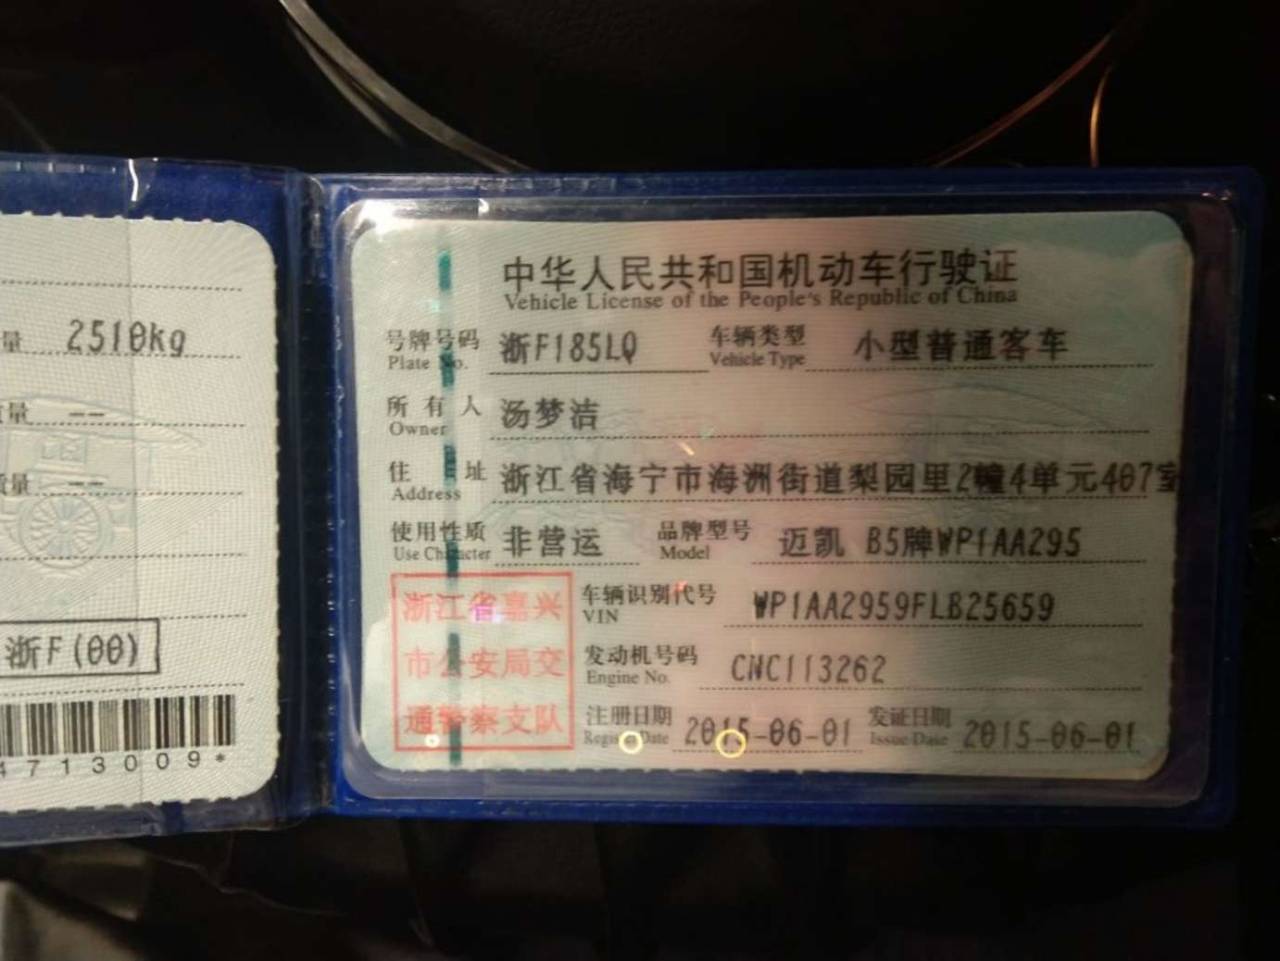 量 2510kg
量 --
质量 --
浙F(00)
4713009*
中华人民共和国机动车行驶证
Vehicle License of the People's Republic of China
号牌号码 浙F185LQ 车辆类型 小型普通客车
Plate No. Vehicle Type
所有人 汤梦洁
Owner
住址 浙江省海宁市海洲街道梨园里2幢4单元407室
Address
使用性质 非营运 品牌型号 迈凯 B5牌WP1AA295
Use Character Model
浙江省嘉兴
市公安局交
通警察支队
车辆识别代号 WP1AA2959FLB25659
VIN
发动机号码 CNC113262
Engine No.
注册日期 2015-06-01 发证日期 2015-06-01
Register Date Issue Date